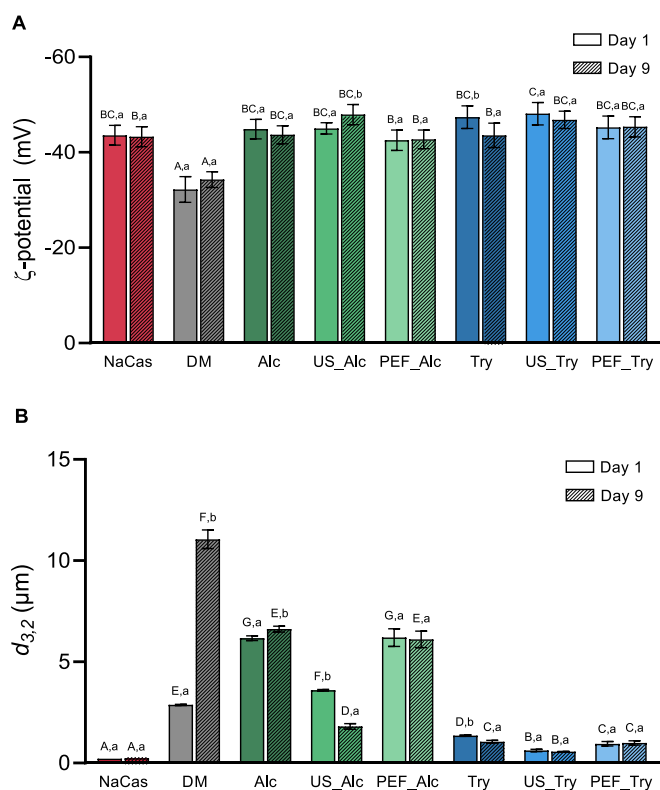 A
Day 1
Day 9
-60
-40
-20
0
ζ-potential (mV)
BC,a B,a A,a A,a BC,a BC,a BC,a BC,b B,a B,a BC,b B,a C,a BC,a BC,a BC,a
NaCas DM Alc US_Alc PEF_Alc Try US_Try PEF_Try
B
Day 1
Day 9
15
10
5
0
d3,2 (µm)
A,a A,a E,a F,b G,a E,b F,b D,a G,a E,a D,b C,a B,a B,a C,a C,a
NaCas DM Alc US_Alc PEF_Alc Try US_Try PEF_Try